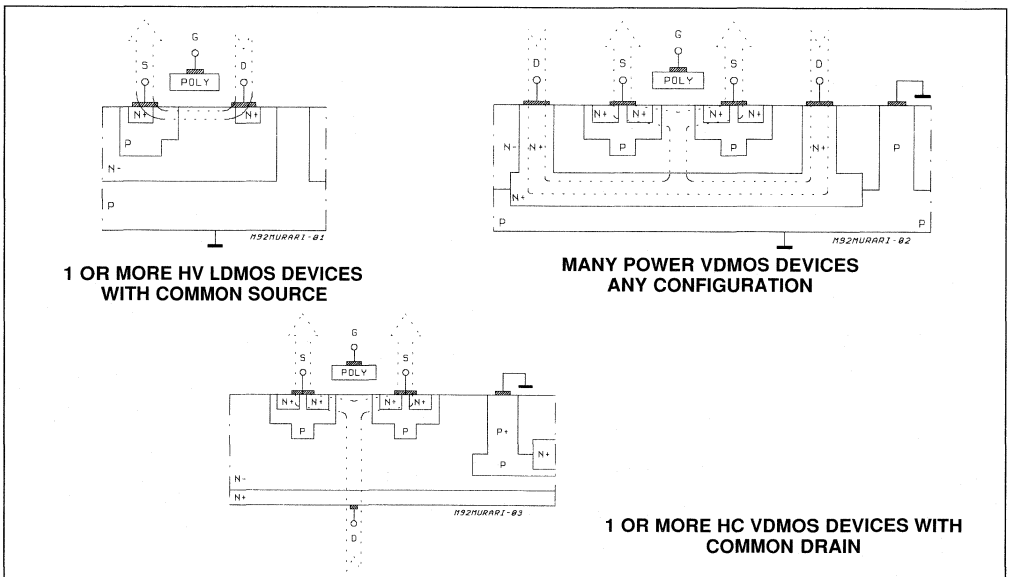 G
S
D
POLY
N+
N+
P
N-
P
M92MURARI-01
1 OR MORE HV LDMOS DEVICES
WITH COMMON SOURCE
G
D
S
S
D
POLY
N+
N+
N+
N+
N-
N+
P
P
N+
P
N+
P
P
M92MURARI-02
MANY POWER VDMOS DEVICES
ANY CONFIGURATION
G
S
S
POLY
N+
N+
N+
N+
P
P
P+
N+
P
N-
N+
M92MURARI-03
D
1 OR MORE HC VDMOS DEVICES WITH
COMMON DRAIN